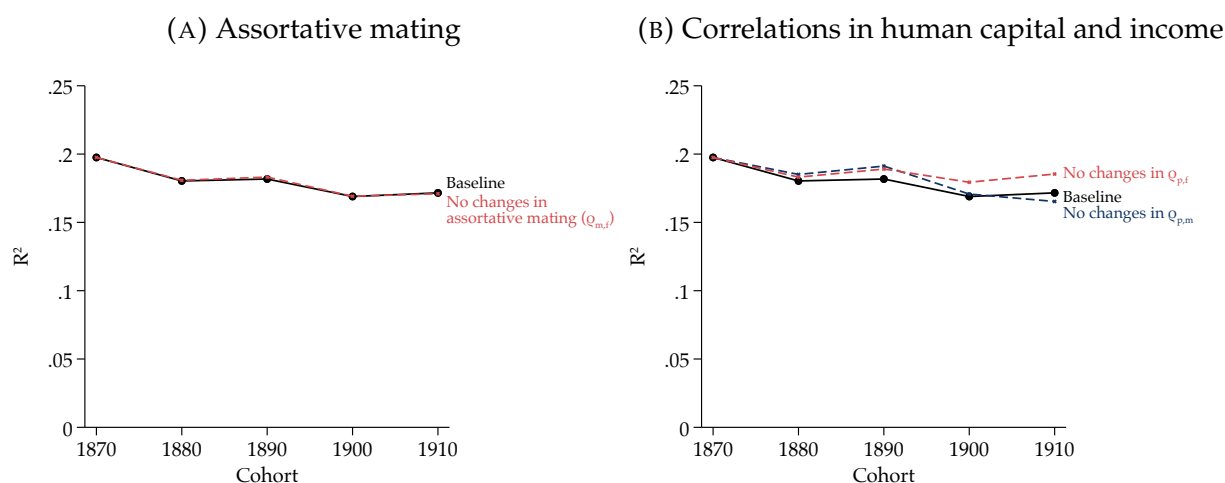 (A) Assortative mating
.25
.2
.15
.1
.05
0
R²
1870 1880 1890 1900 1910
Cohort
Baseline
No changes in
assortative mating (ϱm,f)
(B) Correlations in human capital and income
.25
.2
.15
.1
.05
0
R²
1870 1880 1890 1900 1910
Cohort
No changes in ϱp,f
Baseline
No changes in ϱp,m